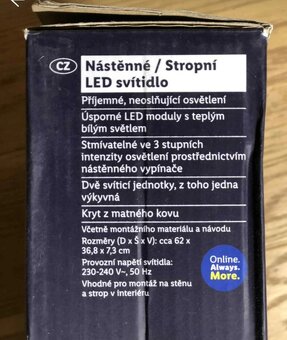 CZ
Nástěnné / Stropní
LED svítidlo
Příjemné, neoslňující osvětlení
Úsporné LED moduly s teplým
bílým světlem
Stmívatelné ve 3 stupních
intenzity osvětlení prostřednictvím
nástěnného vypínače
Dvě svíticí jednotky, z toho jedna
výkyvná
Kryt z matného kovu
Včetně montážního materiálu a návodu
Rozměry (D x Š x V): cca 62 x
36,8 x 7,3 cm
Provozní napětí svítidla:
230-240 V~, 50 Hz
Vhodné pro montáž na stěnu
a strop v interiéru
Online.
Always.
More.